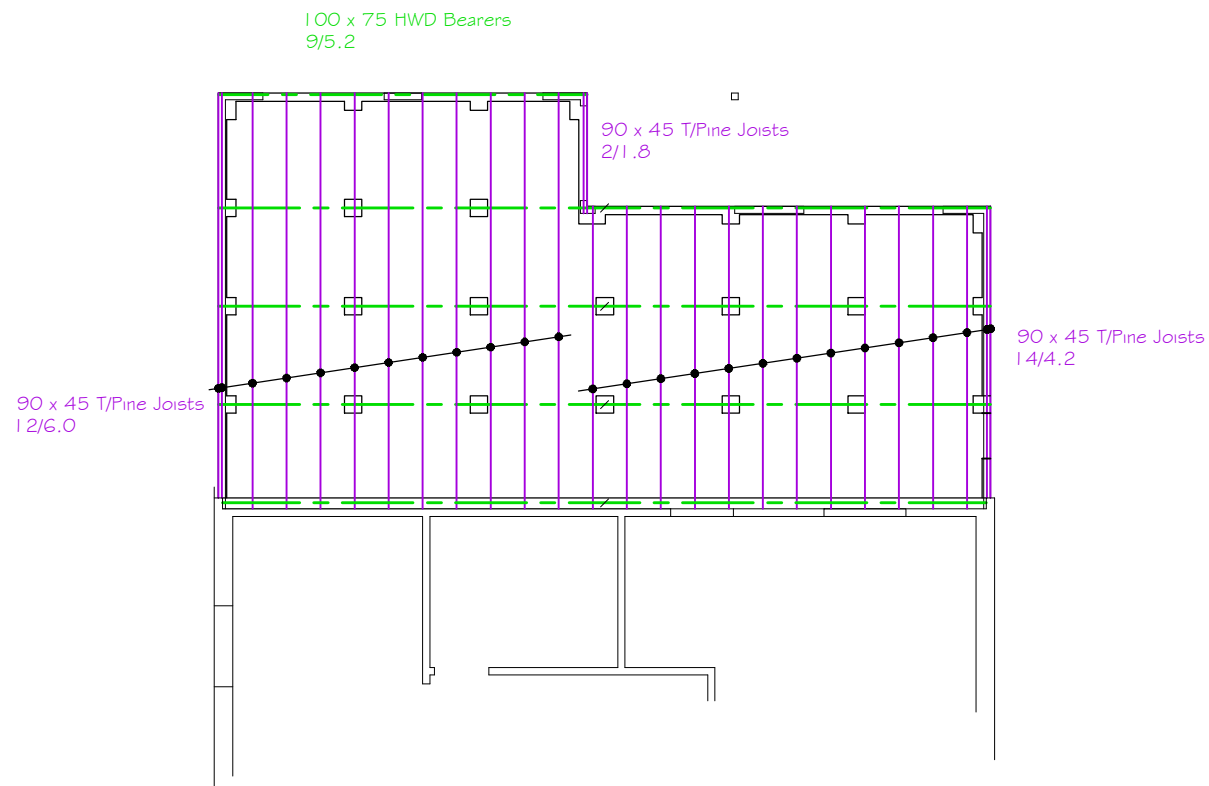 100 x 75 HWD Bearers
9/5.2
90 x 45 T/Pine Joists
2/1.8
90 x 45 T/Pine Joists
14/4.2
90 x 45 T/Pine Joists
12/6.0